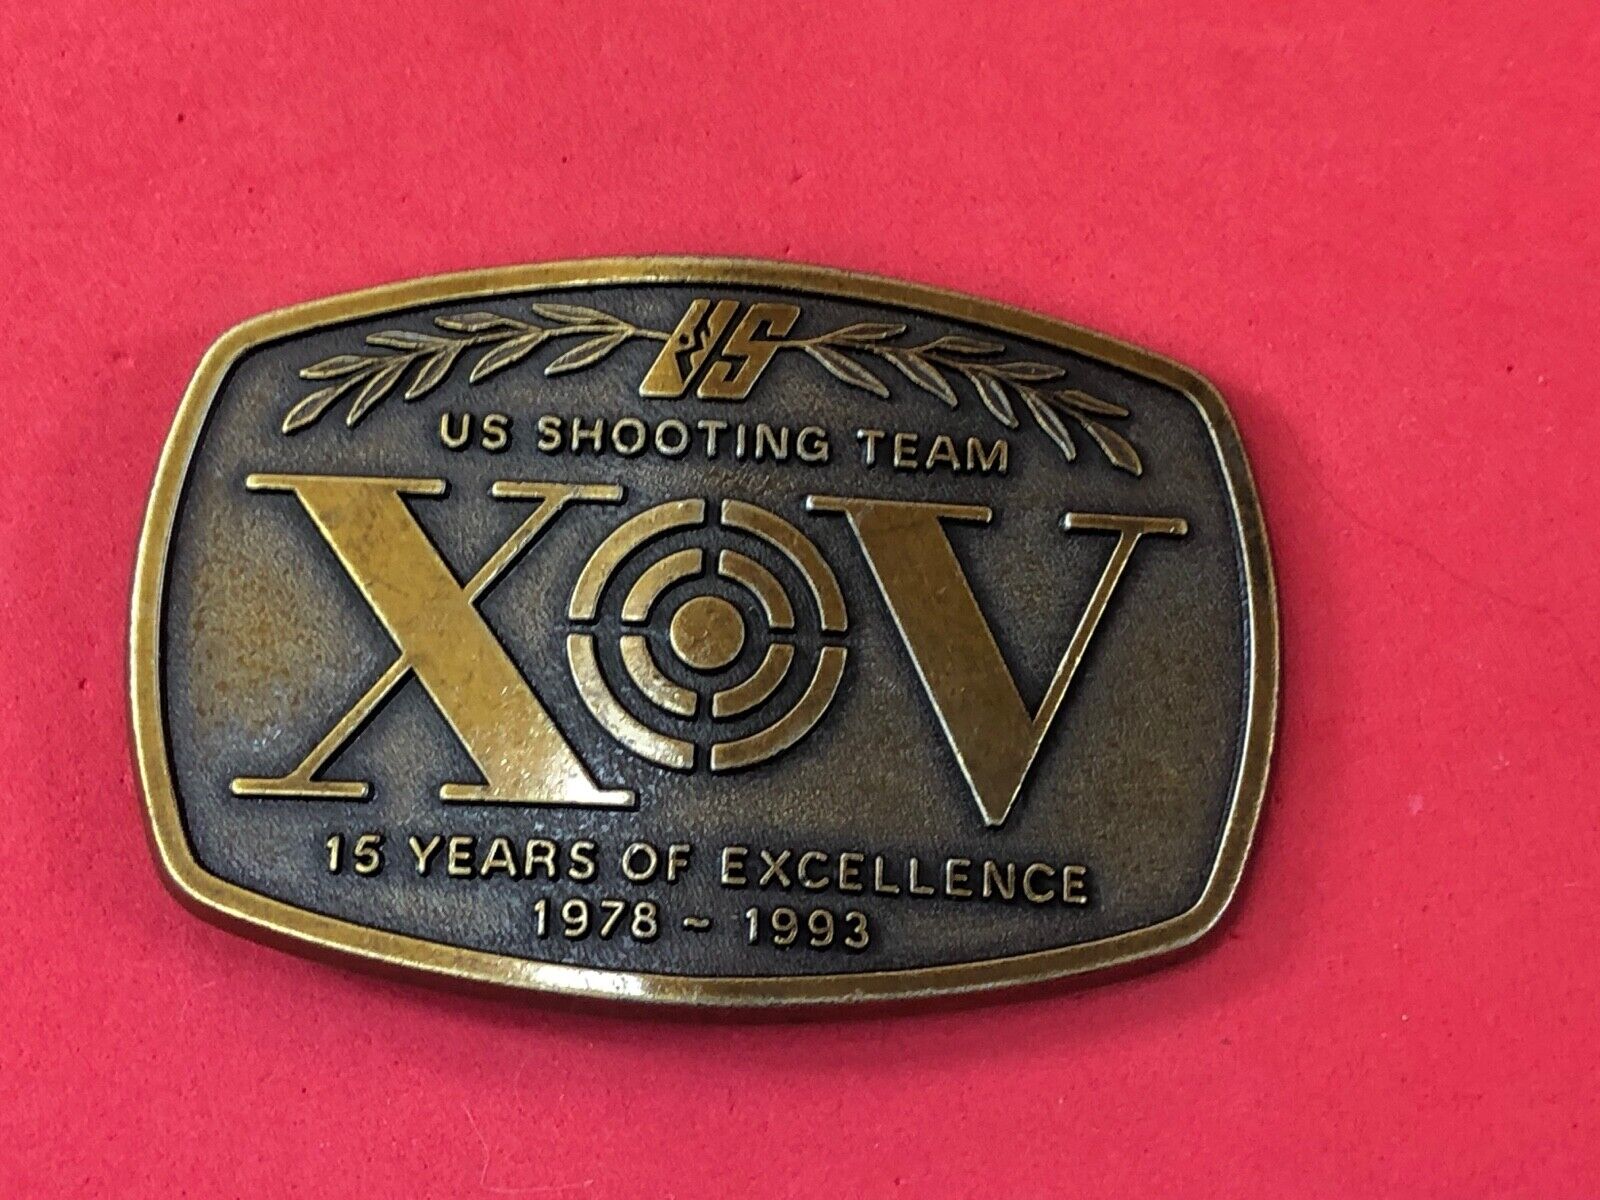 US
US SHOOTING TEAM
XV
15 YEARS OF EXCELLENCE
1978 ~ 1993